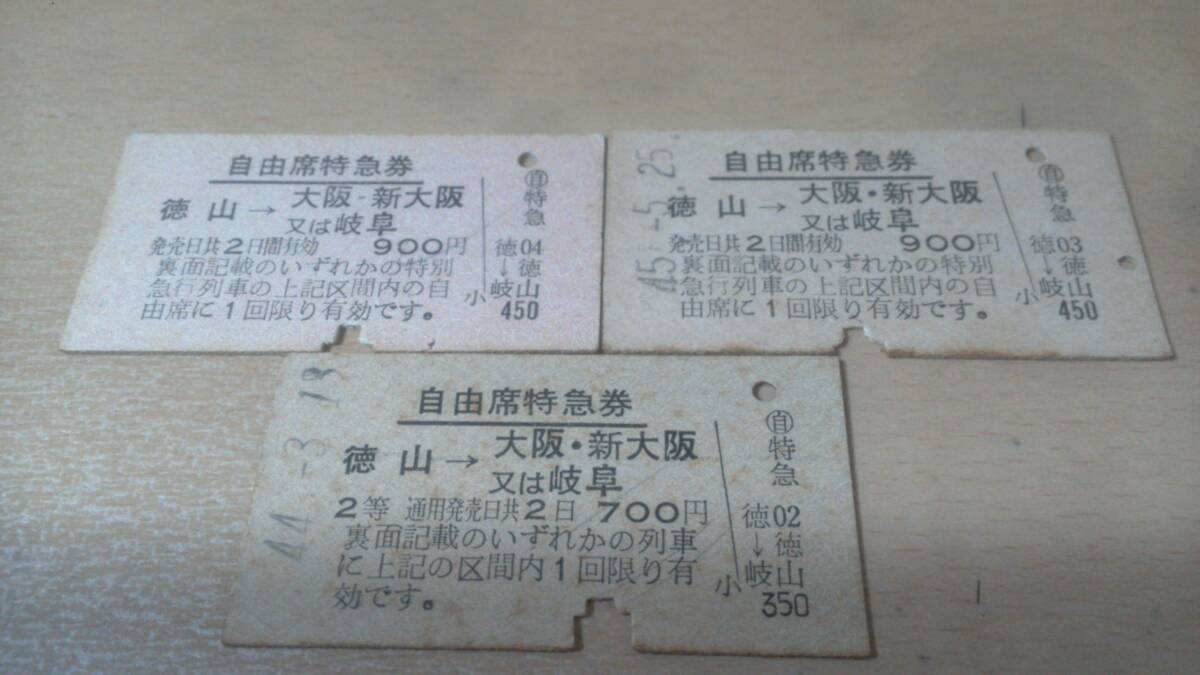 自由席特急券
徳山→大阪・新大阪
又は岐阜
発売日共2日間有効 900円
裏面記載のいずれかの特別
急行列車の上記区間内の自
由席に1回限り有効です。
㊀特急
徳04
徳山
↓
岐
小
450
45.-5.25.
自由席特急券
徳山→大阪・新大阪
又は岐阜
発売日共2日間有効 900円
裏面記載のいずれかの特別
急行列車の上記区間内の自
由席に1回限り有効です。
自特急
徳03
徳山
↓
岐
小
450
44.-3.18
自由席特急券
徳山→大阪・新大阪
又は岐阜
2等 通用発売日共2日 700円
裏面記載のいずれかの列車
に上記の区間内1回限り有
効です。
自特急
徳02
徳山
↓
岐
小
350